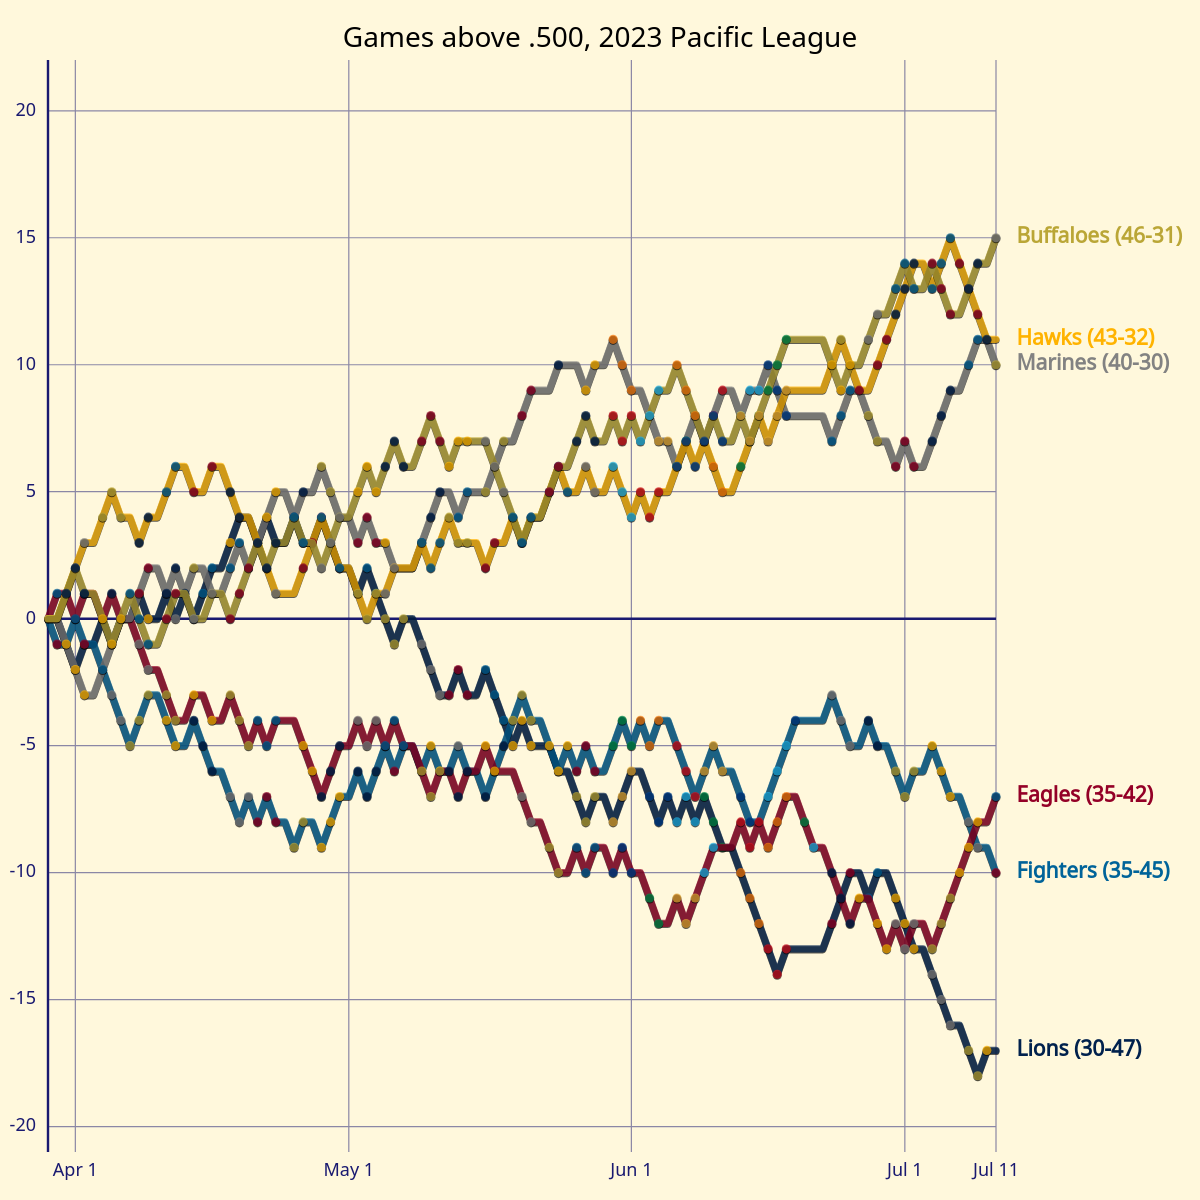 Games above .500, 2023 Pacific League
20
15
10
5
0
-5
-10
-15
-20
Buffaloes (46-31)
Hawks (43-32)
Marines (40-30)
Eagles (35-42)
Fighters (35-45)
Lions (30-47)
Apr 1
May 1
Jun 1
Jul 1
Jul 11